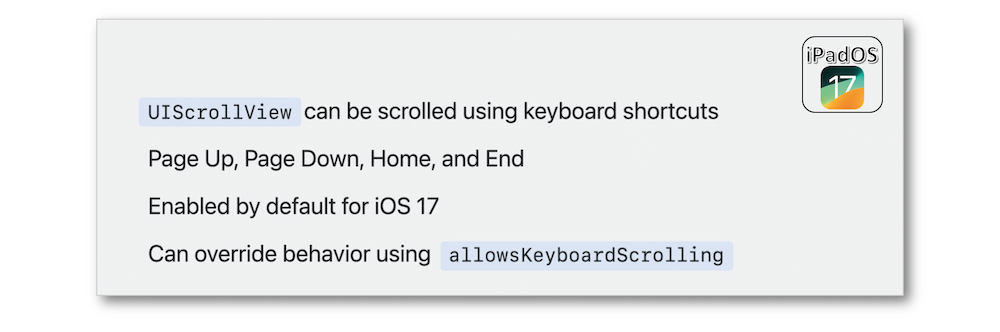 iPadOS
17
UIScrollView can be scrolled using keyboard shortcuts
Page Up, Page Down, Home, and End
Enabled by default for iOS 17
Can override behavior using allowsKeyboardScrolling